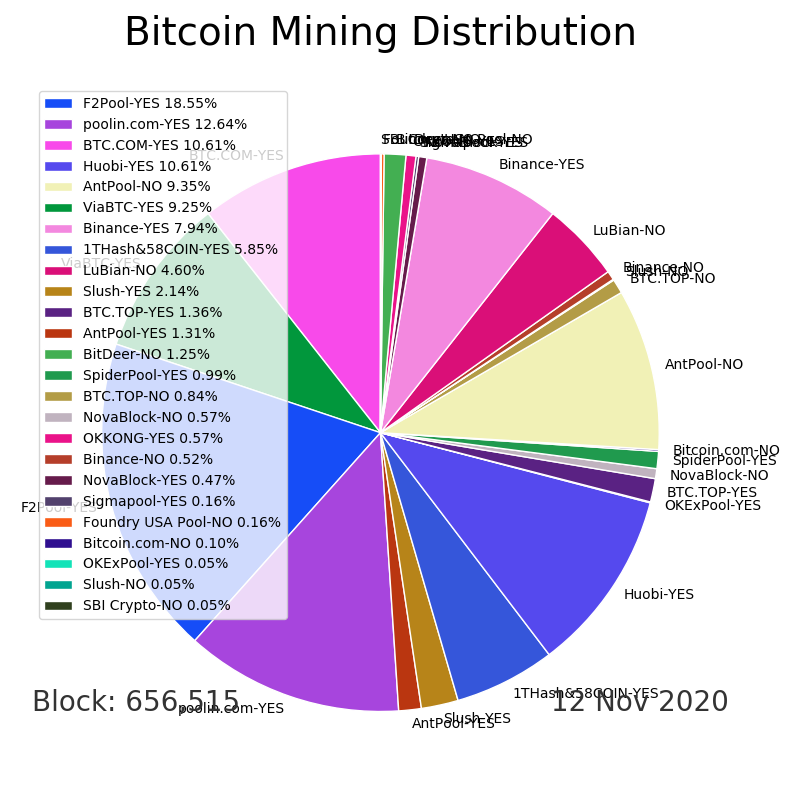 Bitcoin Mining Distribution
F2Pool-YES 18.55%
poolin.com-YES 12.64%
BTC.COM-YES 10.61%
Huobi-YES 10.61%
AntPool-NO 9.35%
ViaBTC-YES 9.25%
Binance-YES 7.94%
1THash&58COIN-YES 5.85%
LuBian-NO 4.60%
Slush-YES 2.14%
BTC.TOP-YES 1.36%
AntPool-YES 1.31%
BitDeer-NO 1.25%
SpiderPool-YES 0.99%
BTC.TOP-NO 0.84%
NovaBlock-NO 0.57%
OKKONG-YES 0.57%
Binance-NO 0.52%
NovaBlock-YES 0.47%
Sigmapool-YES 0.16%
Foundry USA Pool-NO 0.16%
Bitcoin.com-NO 0.10%
OKExPool-YES 0.05%
Slush-NO 0.05%
SBI Crypto-NO 0.05%
BTC.COM-YES
ViaBTC-YES
F2Pool-YES
poolin.com-YES
AntPool-YES
Slush-YES
1THash&58COIN-YES
Huobi-YES
OKExPool-YES
BTC.TOP-YES
NovaBlock-NO
SpiderPool-YES
Bitcoin.com-NO
AntPool-NO
BTC.TOP-NO
Slush-NO
Binance-NO
LuBian-NO
Binance-YES
Block: 656,515
12 Nov 2020